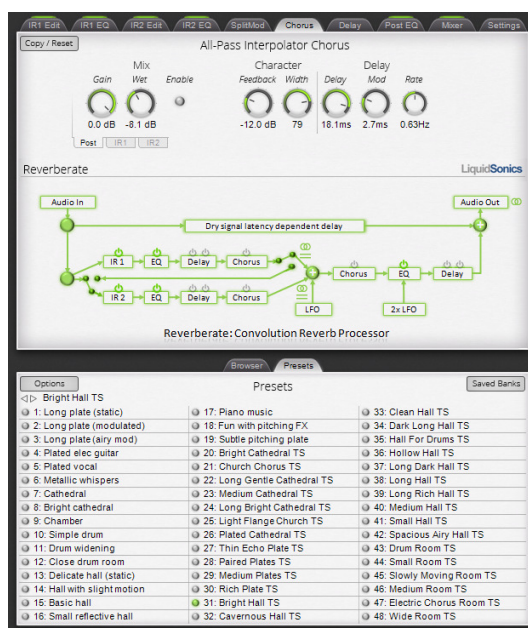 IR1 Edit IR1 EQ IR2 Edit IR2 EQ SplitMod Chorus Delay Post EQ Mixer Settings
Copy / Reset
All-Pass Interpolator Chorus
Mix Character Delay
Gain Wet Enable Feedback Width Delay Mod Rate
0.0 dB -8.1 dB -12.0 dB 79 18.1ms 2.7ms 0.63Hz
Post IR1 IR2
Reverberate LiquidSonics
Audio In Audio Out
Dry signal latency dependent delay
IR 1 EQ Delay Chorus
Chorus EQ Delay
IR 2 EQ Delay Chorus
LFO 2x LFO
Reverberate: Convolution Reverb Processor
Browser Presets
Options Presets Saved Banks
Bright Hall TS
1: Long plate (static) 17: Piano music 33: Clean Hall TS
2: Long plate (modulated) 18: Fun with pitching FX 34: Dark Long Hall TS
3: Long plate (airy mod) 19: Subtle pitching plate 35: Hall For Drums TS
4: Plated elec guitar 20: Bright Cathedral TS 36: Hollow Hall TS
5: Plated vocal 21: Church Chorus TS 37: Long Dark Hall TS
6: Metallic whispers 22: Long Gentle Cathedral TS 38: Long Hall TS
7: Cathedral 23: Medium Cathedral TS 39: Long Rich Hall TS
8: Bright cathedral 24: Long Bright Cathedral TS 40: Medium Hall TS
9: Chamber 25: Light Flange Church TS 41: Small Hall TS
10: Simple drum 26: Plated Cathedral TS 42: Spacious Airy Hall TS
11: Drum widening 27: Thin Echo Plate TS 43: Drum Room TS
12: Close drum room 28: Paired Plates TS 44: Small Room TS
13: Delicate hall (static) 29: Medium Plates TS 45: Slowly Moving Room TS
14: Hall with slight motion 30: Rich Plate TS 46: Medium Room TS
15: Basic hall 31: Bright Hall TS 47: Electric Chorus Room TS
16: Small reflective hall 32: Cavernous Hall TS 48: Wide Room TS